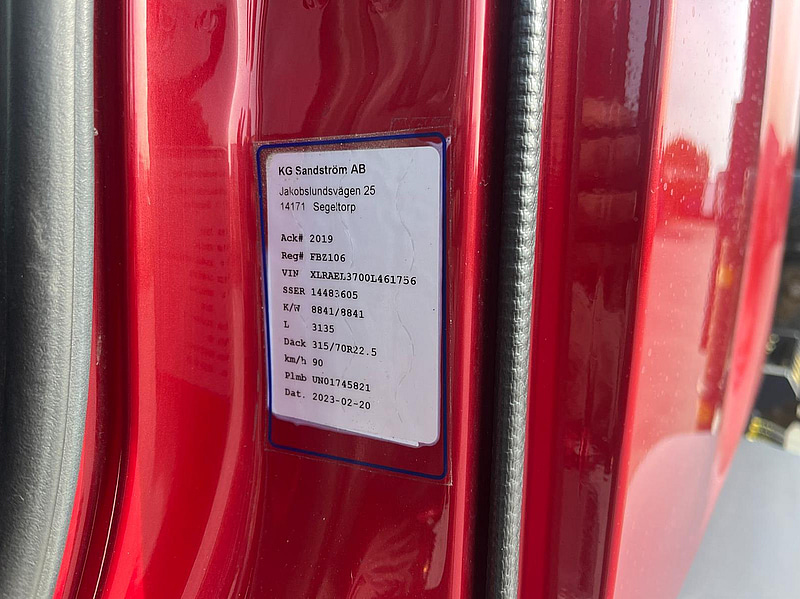 KG Sandström AB
Jakobslundsvägen 25
14171 Segeltorp
Ack# 2019
Reg# FBZ106
VIN XLRAEL3700L461756
SSER 14483605
K/W 8841/8841
L 3135
Dack 315/70R22.5
km/h 90
Plmb UN01745821
Dat. 2023-02-20